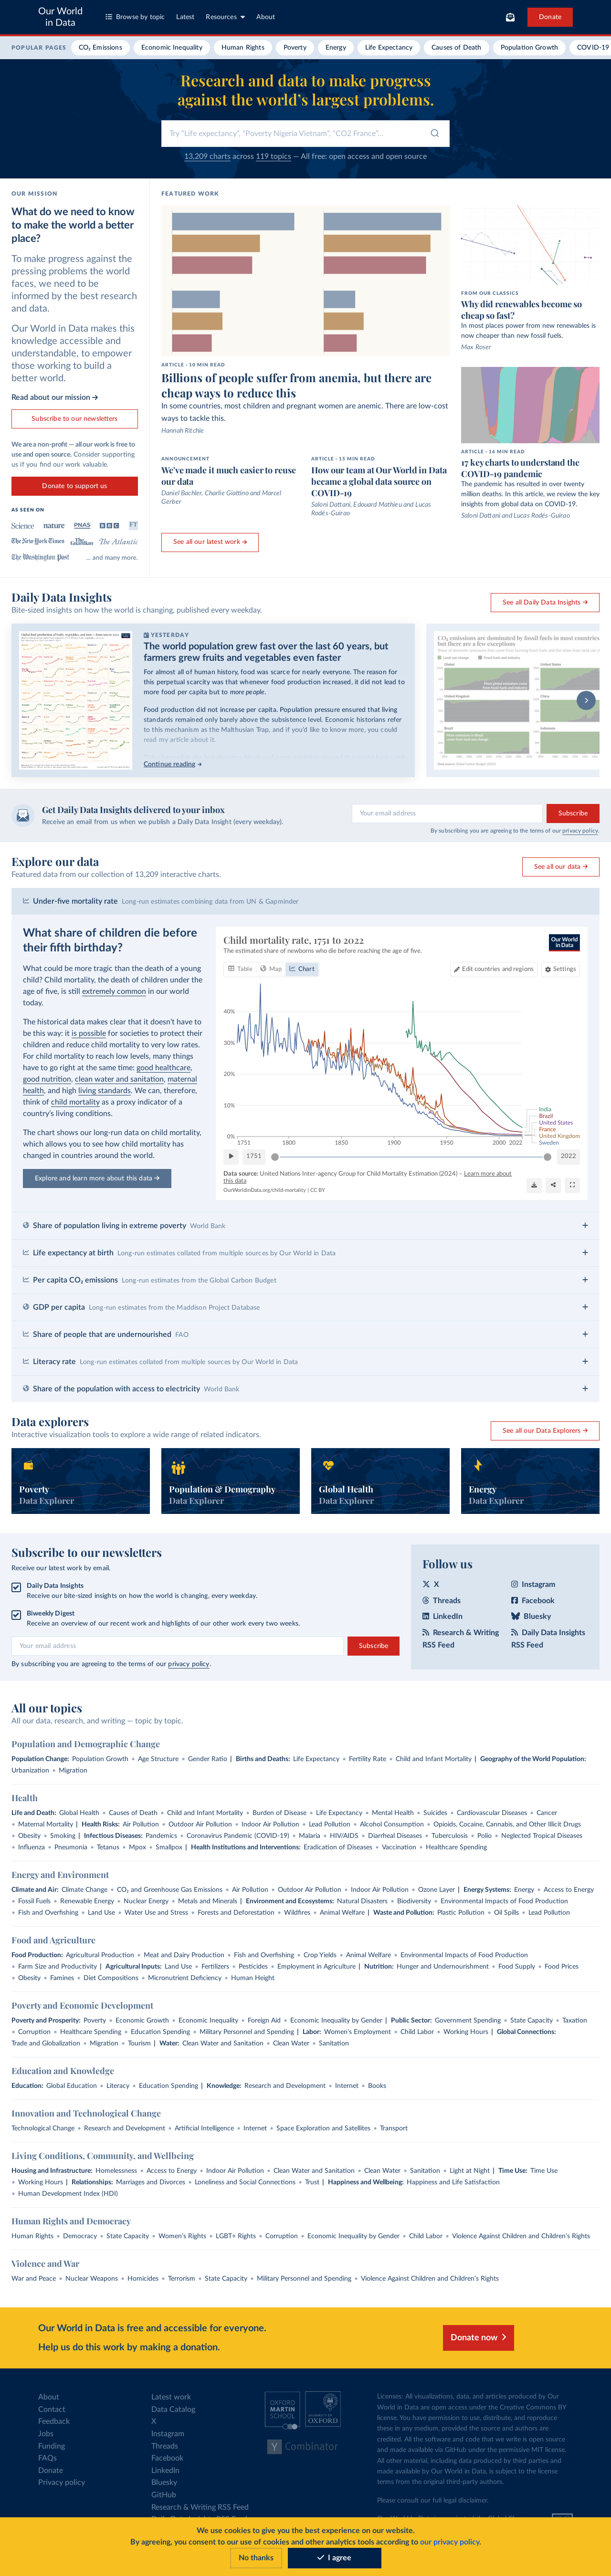 Our World
in Data
Browse by topic
Latest
Resources
About
Donate
POPULAR PAGES
CO₂ Emissions
Economic Inequality
Human Rights
Poverty
Energy
Life Expectancy
Causes of Death
Population Growth
COVID-19
Research and data to make progress
against the world's largest problems.
Try "Life expectancy", "Poverty Nigeria Vietnam", "CO2 France"...
13,209 charts across 119 topics — All free: open access and open source
OUR MISSION
What do we need to know
to make the world a better
place?
To make progress against the
pressing problems the world
faces, we need to be
informed by the best research
and data.
Our World in Data makes this
knowledge accessible and
understandable, to empower
those working to build a
better world.
Read about our mission →
Subscribe to our newsletters
We are a non-profit — all our work is free to
use and open source. Consider supporting
us if you find our work valuable.
Donate to support us
AS SEEN ON
Science nature PNAS BBC FT
The New York Times The Guardian The Atlantic
The Washington Post ... and many more.
FEATURED WORK
ARTICLE · 10 MIN READ
Billions of people suffer from anemia, but there are
cheap ways to reduce this
In some countries, most children and pregnant women are anemic. There are low-cost
ways to tackle this.
Hannah Ritchie
ANNOUNCEMENT
We've made it much easier to reuse
our data
Daniel Bachler, Charlie Giattino and Marcel
Gerber
ARTICLE · 15 MIN READ
How our team at Our World in Data
became a global data source on
COVID-19
Saloni Dattani, Edouard Mathieu and Lucas
Rodés-Guirao
See all our latest work →
FROM OUR CLASSICS
Why did renewables become so
cheap so fast?
In most places power from new renewables is
now cheaper than new fossil fuels.
Max Roser
ARTICLE · 16 MIN READ
17 key charts to understand the
COVID-19 pandemic
The pandemic has resulted in over twenty
million deaths. In this article, we review the key
insights from global data on COVID-19.
Saloni Dattani and Lucas Rodés-Guirao
Daily Data Insights
Bite-sized insights on how the world is changing, published every weekday.
See all Daily Data Insights →
YESTERDAY
The world population grew fast over the last 60 years, but
farmers grew fruits and vegetables even faster
For almost all of human history, food was scarce for nearly everyone. The reason for
this perpetual scarcity was that whenever food production increased, it did not lead to
more food per capita but to more people.
Food production did not increase per capita. Population pressure ensured that living
standards remained only barely above the subsistence level. Economic historians refer
to this mechanism as the Malthusian Trap, and if you'd like to know more, you could
read my article about it.
Continue reading →
CO₂ emissions are dominated by fossil fuels in most countries
Get Daily Data Insights delivered to your inbox
Receive an email from us when we publish a Daily Data Insight (every weekday).
Your email address
Subscribe
By subscribing you are agreeing to the terms of our privacy policy.
Explore our data
Featured data from our collection of 13,209 interactive charts.
See all our data →
Under-five mortality rate Long-run estimates combining data from UN & Gapminder
What share of children die before
their fifth birthday?
What could be more tragic than the death of a young
child? Child mortality, the death of children under the
age of five, is still extremely common in our world
today.
The historical data makes clear that it doesn't have to
be this way: it is possible for societies to protect their
children and reduce child mortality to very low rates.
For child mortality to reach low levels, many things
have to go right at the same time: good healthcare,
good nutrition, clean water and sanitation, maternal
health, and high living standards. We can, therefore,
think of child mortality as a proxy indicator of a
country's living conditions.
The chart shows our long-run data on child mortality,
which allows you to see how child mortality has
changed in countries around the world.
Explore and learn more about this data →
Child mortality rate, 1751 to 2022
The estimated share of newborns who die before reaching the age of five.
Our World
in Data
Table
Map
Chart
Edit countries and regions
Settings
40%
30%
20%
10%
0%
1751 1800 1850 1900 1950 2000 2022
India
Brazil
United States
France
United Kingdom
Sweden
1751
2022
Data source: United Nations Inter-agency Group for Child Mortality Estimation (2024) – Learn more about
this data
OurWorldinData.org/child-mortality | CC BY
Share of population living in extreme poverty World Bank
Life expectancy at birth Long-run estimates collated from multiple sources by Our World in Data
Per capita CO₂ emissions Long-run estimates from the Global Carbon Budget
GDP per capita Long-run estimates from the Maddison Project Database
Share of people that are undernourished FAO
Literacy rate Long-run estimates collated from multiple sources by Our World in Data
Share of the population with access to electricity World Bank
Data explorers
Interactive visualization tools to explore a wide range of related indicators.
See all our Data Explorers →
Poverty
Data Explorer
Population & Demography
Data Explorer
Global Health
Data Explorer
Energy
Data Explorer
Subscribe to our newsletters
Receive our latest work by email.
Daily Data Insights
Receive our bite-sized insights on how the world is changing, every weekday.
Biweekly Digest
Receive an overview of our recent work and highlights of our other work every two weeks.
Your email address
Subscribe
By subscribing you are agreeing to the terms of our privacy policy.
Follow us
X
Instagram
Threads
Facebook
LinkedIn
Bluesky
Research & Writing
RSS Feed
Daily Data Insights
RSS Feed
All our topics
All our data, research, and writing — topic by topic.
Population and Demographic Change
Population Change: Population Growth • Age Structure • Gender Ratio | Births and Deaths: Life Expectancy • Fertility Rate • Child and Infant Mortality | Geography of the World Population:
Urbanization • Migration
Health
Life and Death: Global Health • Causes of Death • Child and Infant Mortality • Burden of Disease • Life Expectancy • Mental Health • Suicides • Cardiovascular Diseases • Cancer
• Maternal Mortality | Health Risks: Air Pollution • Outdoor Air Pollution • Indoor Air Pollution • Lead Pollution • Alcohol Consumption • Opioids, Cocaine, Cannabis, and Other Illicit Drugs
• Obesity • Smoking | Infectious Diseases: Pandemics • Coronavirus Pandemic (COVID-19) • Malaria • HIV/AIDS • Diarrheal Diseases • Tuberculosis • Polio • Neglected Tropical Diseases
• Influenza • Pneumonia • Tetanus • Mpox • Smallpox | Health Institutions and Interventions: Eradication of Diseases • Vaccination • Healthcare Spending
Energy and Environment
Climate and Air: Climate Change • CO₂ and Greenhouse Gas Emissions • Air Pollution • Outdoor Air Pollution • Indoor Air Pollution • Ozone Layer | Energy Systems: Energy • Access to Energy
• Fossil Fuels • Renewable Energy • Nuclear Energy • Metals and Minerals | Environment and Ecosystems: Natural Disasters • Biodiversity • Environmental Impacts of Food Production
• Fish and Overfishing • Land Use • Water Use and Stress • Forests and Deforestation • Wildfires • Animal Welfare | Waste and Pollution: Plastic Pollution • Oil Spills • Lead Pollution
Food and Agriculture
Food Production: Agricultural Production • Meat and Dairy Production • Fish and Overfishing • Crop Yields • Animal Welfare • Environmental Impacts of Food Production
• Farm Size and Productivity | Agricultural Inputs: Land Use • Fertilizers • Pesticides • Employment in Agriculture | Nutrition: Hunger and Undernourishment • Food Supply • Food Prices
• Obesity • Famines • Diet Compositions • Micronutrient Deficiency • Human Height
Poverty and Economic Development
Poverty and Prosperity: Poverty • Economic Growth • Economic Inequality • Foreign Aid • Economic Inequality by Gender | Public Sector: Government Spending • State Capacity • Taxation
• Corruption • Healthcare Spending • Education Spending • Military Personnel and Spending | Labor: Women's Employment • Child Labor • Working Hours | Global Connections:
Trade and Globalization • Migration • Tourism | Water: Clean Water and Sanitation • Clean Water • Sanitation
Education and Knowledge
Education: Global Education • Literacy • Education Spending | Knowledge: Research and Development • Internet • Books
Innovation and Technological Change
Technological Change • Research and Development • Artificial Intelligence • Internet • Space Exploration and Satellites • Transport
Living Conditions, Community, and Wellbeing
Housing and Infrastructure: Homelessness • Access to Energy • Indoor Air Pollution • Clean Water and Sanitation • Clean Water • Sanitation • Light at Night | Time Use: Time Use
• Working Hours | Relationships: Marriages and Divorces • Loneliness and Social Connections • Trust | Happiness and Wellbeing: Happiness and Life Satisfaction
• Human Development Index (HDI)
Human Rights and Democracy
Human Rights • Democracy • State Capacity • Women's Rights • LGBT+ Rights • Corruption • Economic Inequality by Gender • Child Labor • Violence Against Children and Children's Rights
Violence and War
War and Peace • Nuclear Weapons • Homicides • Terrorism • State Capacity • Military Personnel and Spending • Violence Against Children and Children's Rights
Our World in Data is free and accessible for everyone.
Help us do this work by making a donation.
Donate now
About
Contact
Feedback
Jobs
Funding
FAQs
Donate
Privacy policy
Latest work
Data Catalog
X
Instagram
Threads
Facebook
LinkedIn
Bluesky
GitHub
Research & Writing RSS Feed
OXFORD
MARTIN
SCHOOL
UNIVERSITY OF
OXFORD
Y Combinator
Licenses: All visualizations, data, and articles produced by Our
World in Data are open access under the Creative Commons BY
license. You have permission to use, distribute, and reproduce
these in any medium, provided the source and authors are
credited. All the software and code that we write is open source
and made available via GitHub under the permissive MIT license.
All other material, including data produced by third parties and
made available by Our World in Data, is subject to the license
terms from the original third-party authors.
Please consult our full legal disclaimer.
We use cookies to give you the best experience on our website.
By agreeing, you consent to our use of cookies and other analytics tools according to our privacy policy.
No thanks
I agree